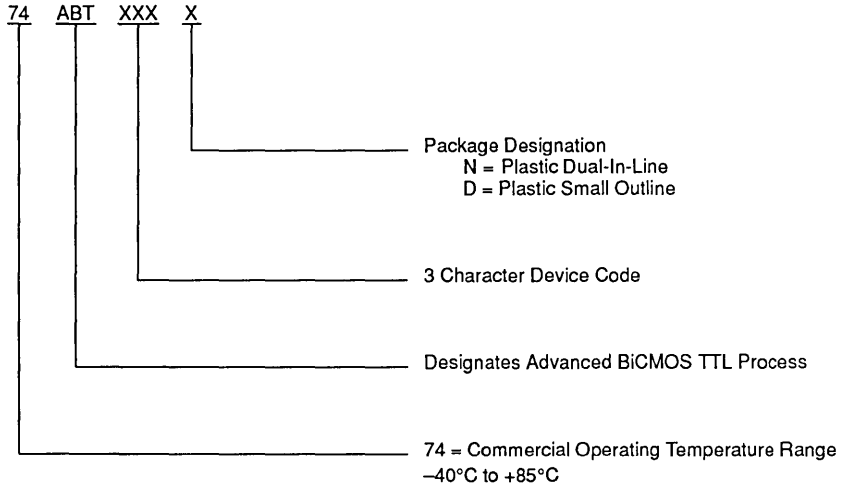 74 ABT XXX X
Package Designation
N = Plastic Dual-In-Line
D = Plastic Small Outline
3 Character Device Code
Designates Advanced BiCMOS TTL Process
74 = Commercial Operating Temperature Range
–40°C to +85°C